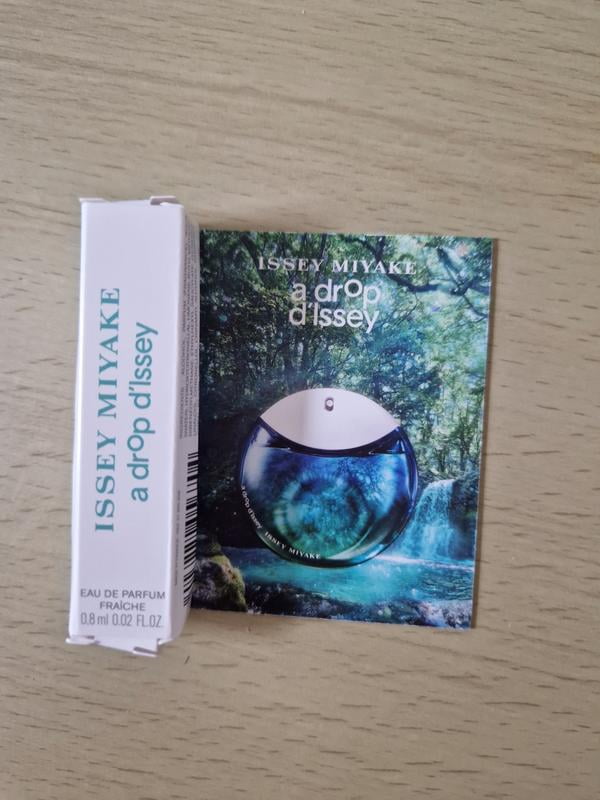 ISSEY MIYAKE
a drop d'Issey
EAU DE PARFUM
FRAÎCHE
0,8 ml 0.02 FL.OZ.
ISSEY MIYAKE
a drop
d'Issey
a drop d'Issey
ISSEY MIYAKE